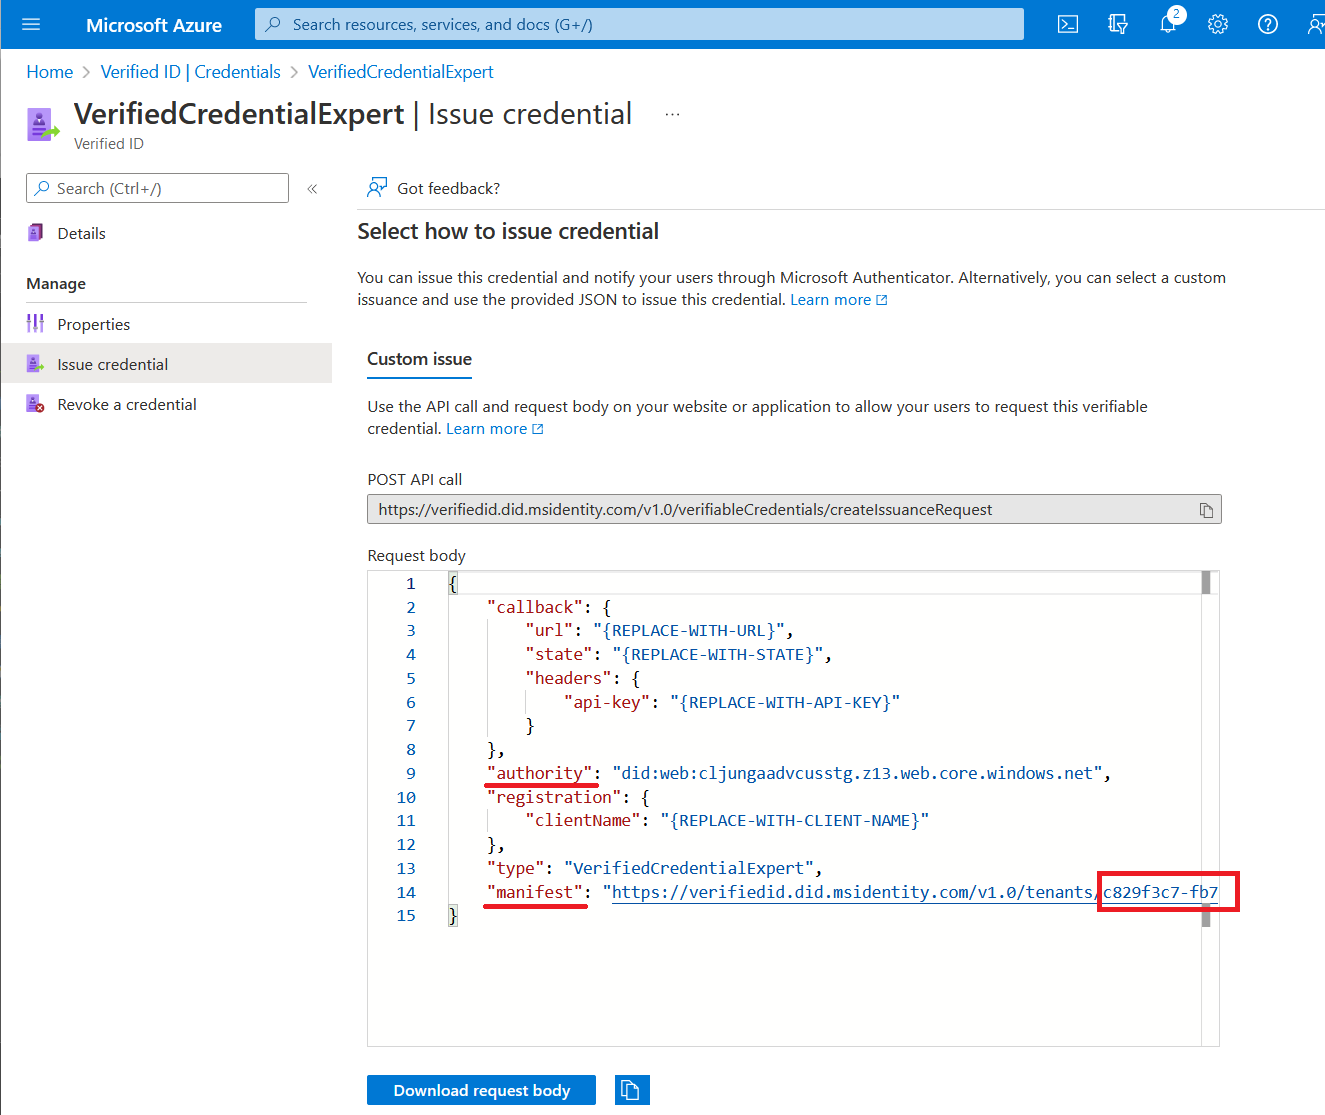 Microsoft Azure
Search resources, services, and docs (G+/)
2
Home > Verified ID | Credentials > VerifiedCredentialExpert
VerifiedCredentialExpert | Issue credential ...
Verified ID
Search (Ctrl+/)
«
Details
Manage
Properties
Issue credential
Revoke a credential
Got feedback?
Select how to issue credential
You can issue this credential and notify your users through Microsoft Authenticator. Alternatively, you can select a custom
issuance and use the provided JSON to issue this credential. Learn more
Custom issue
Use the API call and request body on your website or application to allow your users to request this verifiable
credential. Learn more
POST API call
https://verifiedid.did.msidentity.com/v1.0/verifiableCredentials/createIssuanceRequest
Request body
1 {
2 "callback": {
3 "url": "{REPLACE-WITH-URL}",
4 "state": "{REPLACE-WITH-STATE}",
5 "headers": {
6 "api-key": "{REPLACE-WITH-API-KEY}"
7 }
8 },
9 "authority": "did:web:cljungaadvcusstg.z13.web.core.windows.net",
10 "registration": {
11 "clientName": "{REPLACE-WITH-CLIENT-NAME}"
12 },
13 "type": "VerifiedCredentialExpert",
14 "manifest": "https://verifiedid.did.msidentity.com/v1.0/tenants/c829f3c7-fb7
15 }
Download request body